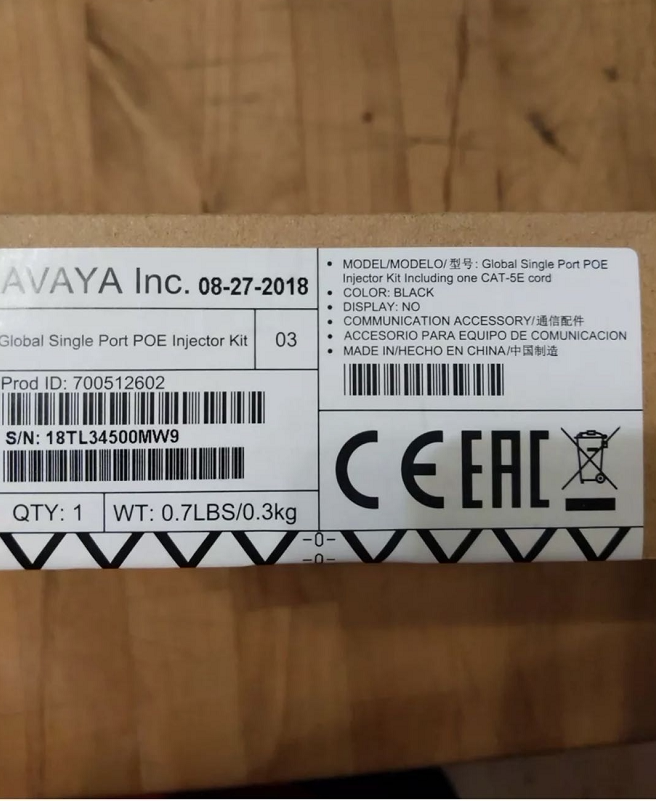 AVAYA Inc. 08-27-2018
Global Single Port POE Injector Kit
03
Prod ID: 700512602
S/N: 18TL34500MW9
QTY: 1
WT: 0.7LBS/0.3kg
• MODEL/MODELO/型号: Global Single Port POE
Injector Kit Including one CAT-5E cord
• COLOR: BLACK
• DISPLAY: NO
• COMMUNICATION ACCESSORY/通信配件
• ACCESORIO PARA EQUIPO DE COMUNICACION
• MADE IN/HECHO EN CHINA/中国制造
CE EAC
-0-
-0-